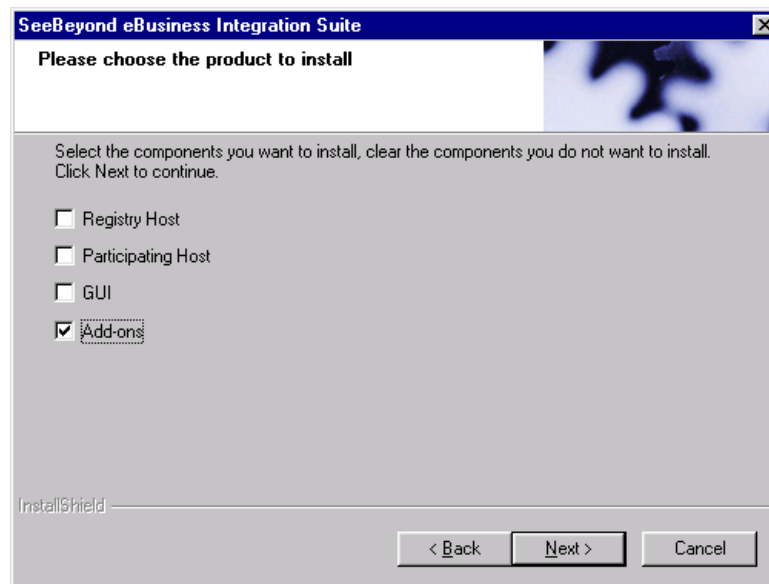 SeeBeyond eBusiness Integration Suite
Please choose the product to install
Select the components you want to install, clear the components you do not want to install.
Click Next to continue.
Registry Host
Participating Host
GUI
Add-ons
InstallShield
< Back
Next >
Cancel